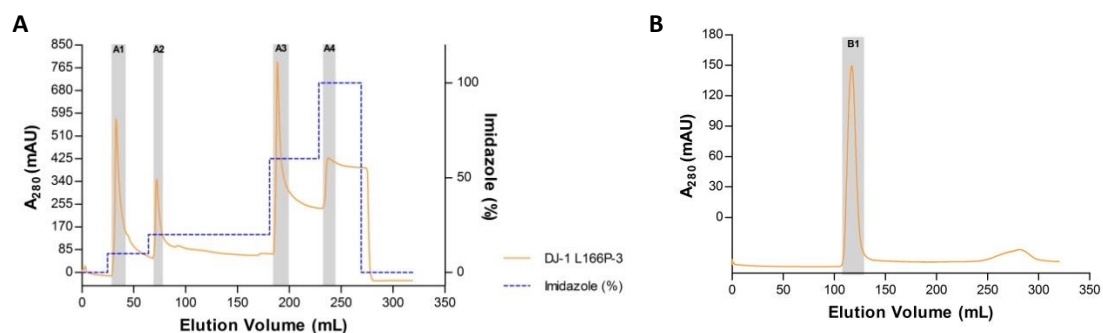 A
A1 A2 A3 A4
850
765
680
595
510
425
340
255
170
85
0
A280 (mAU)
100
50
0
Imidazole (%)
0 50 100 150 200 250 300 350
Elution Volume (mL)
DJ-1 L166P-3
Imidazole (%)
B
B1
180
150
120
90
60
30
0
A280 (mAU)
0 50 100 150 200 250 300 350
Elution Volume (mL)